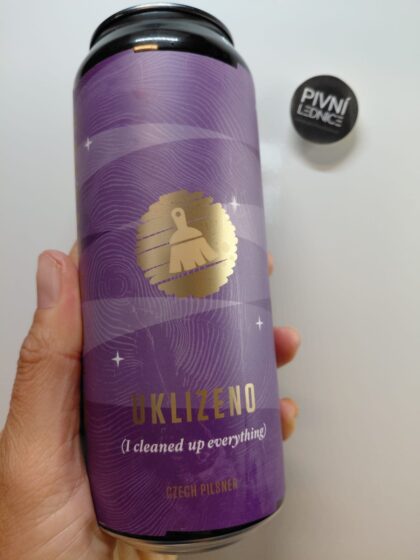 PIVNÍ
LEDNICE
UKLIZENO
(I cleaned up everything)
CZECH PILSNER